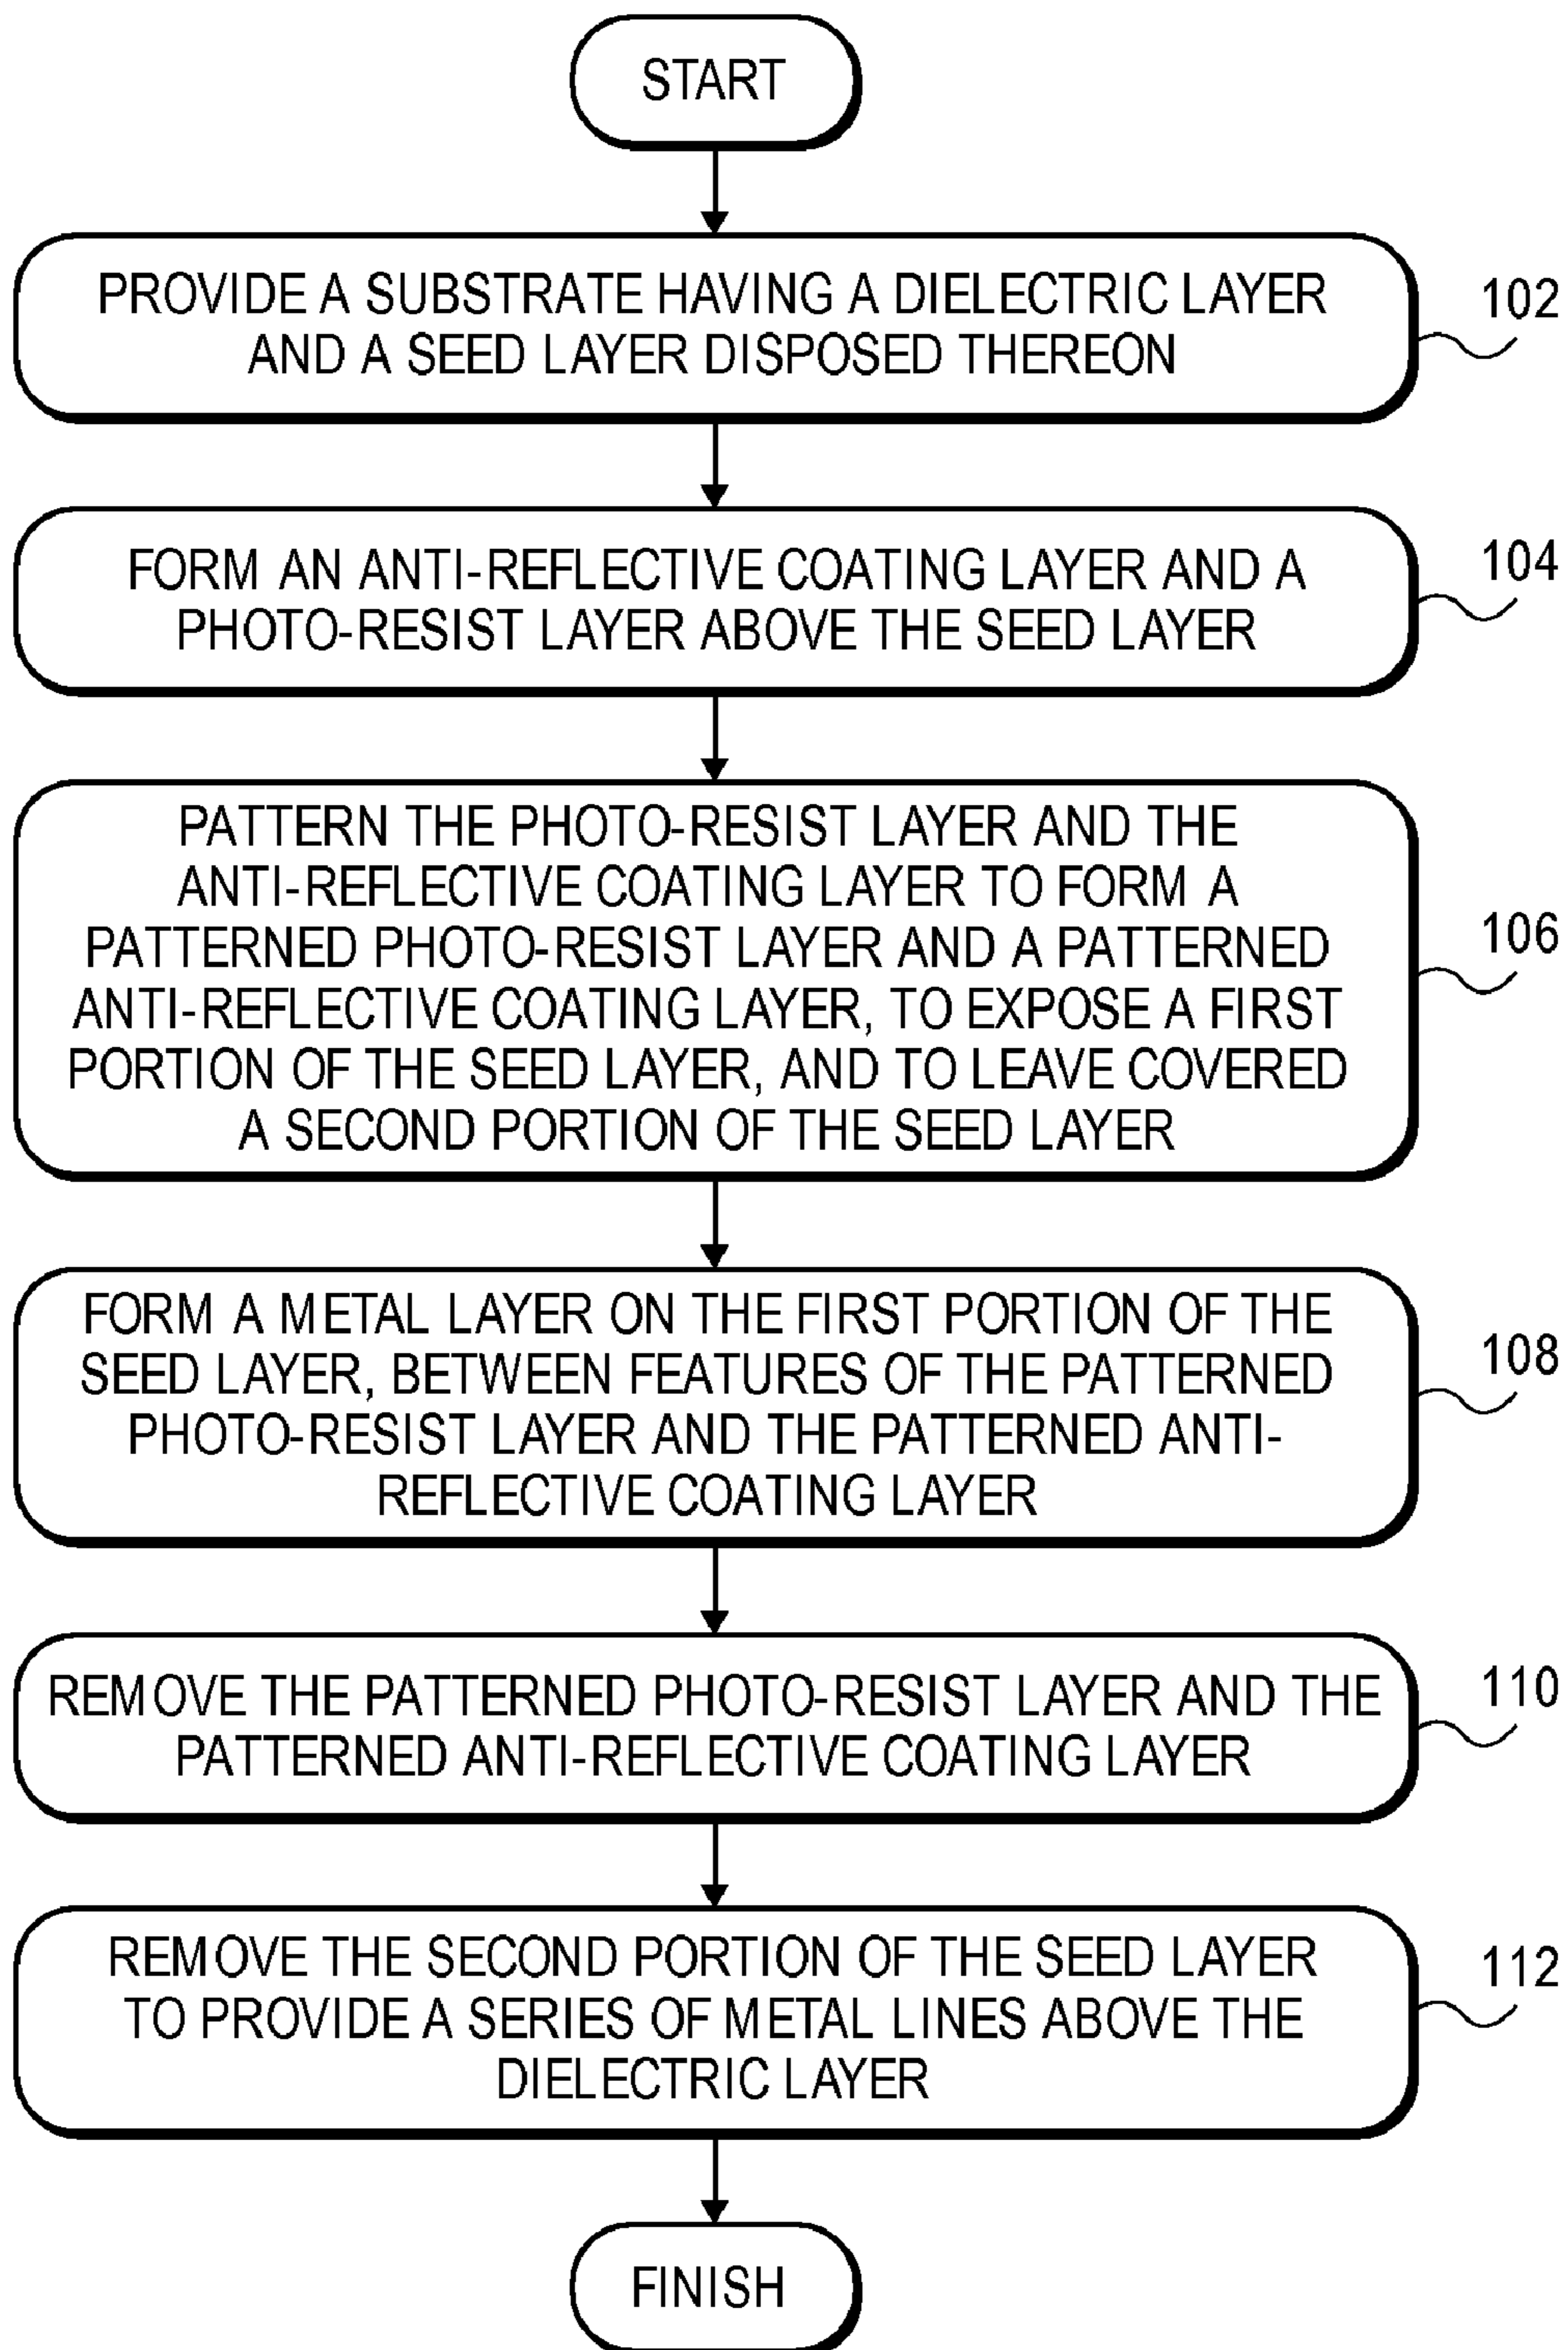 START
PROVIDE A SUBSTRATE HAVING A DIELECTRIC LAYER
AND A SEED LAYER DISPOSED THEREON
102
FORM AN ANTI-REFLECTIVE COATING LAYER AND A
PHOTO-RESIST LAYER ABOVE THE SEED LAYER
104
PATTERN THE PHOTO-RESIST LAYER AND THE
ANTI-REFLECTIVE COATING LAYER TO FORM A
PATTERNED PHOTO-RESIST LAYER AND A PATTERNED
ANTI-REFLECTIVE COATING LAYER, TO EXPOSE A FIRST
PORTION OF THE SEED LAYER, AND TO LEAVE COVERED
A SECOND PORTION OF THE SEED LAYER
106
FORM A METAL LAYER ON THE FIRST PORTION OF THE
SEED LAYER, BETWEEN FEATURES OF THE PATTERNED
PHOTO-RESIST LAYER AND THE PATTERNED ANTI-
REFLECTIVE COATING LAYER
108
REMOVE THE PATTERNED PHOTO-RESIST LAYER AND THE
PATTERNED ANTI-REFLECTIVE COATING LAYER
110
REMOVE THE SECOND PORTION OF THE SEED LAYER
TO PROVIDE A SERIES OF METAL LINES ABOVE THE
DIELECTRIC LAYER
112
FINISH